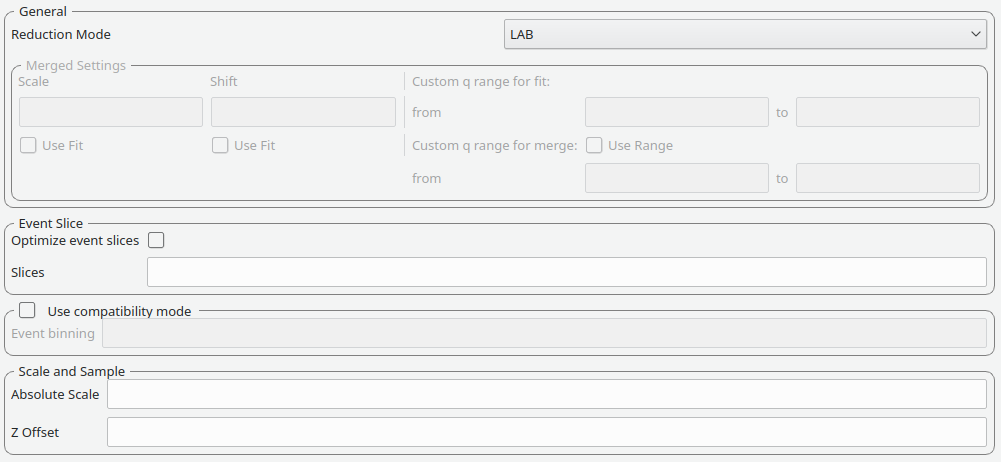 General
Reduction Mode LAB
Merged Settings
Scale Shift Custom q range for fit:
from to
Use Fit Use Fit Custom q range for merge: Use Range
from to
Event Slice
Optimize event slices
Slices
Use compatibility mode
Event binning
Scale and Sample
Absolute Scale
Z Offset